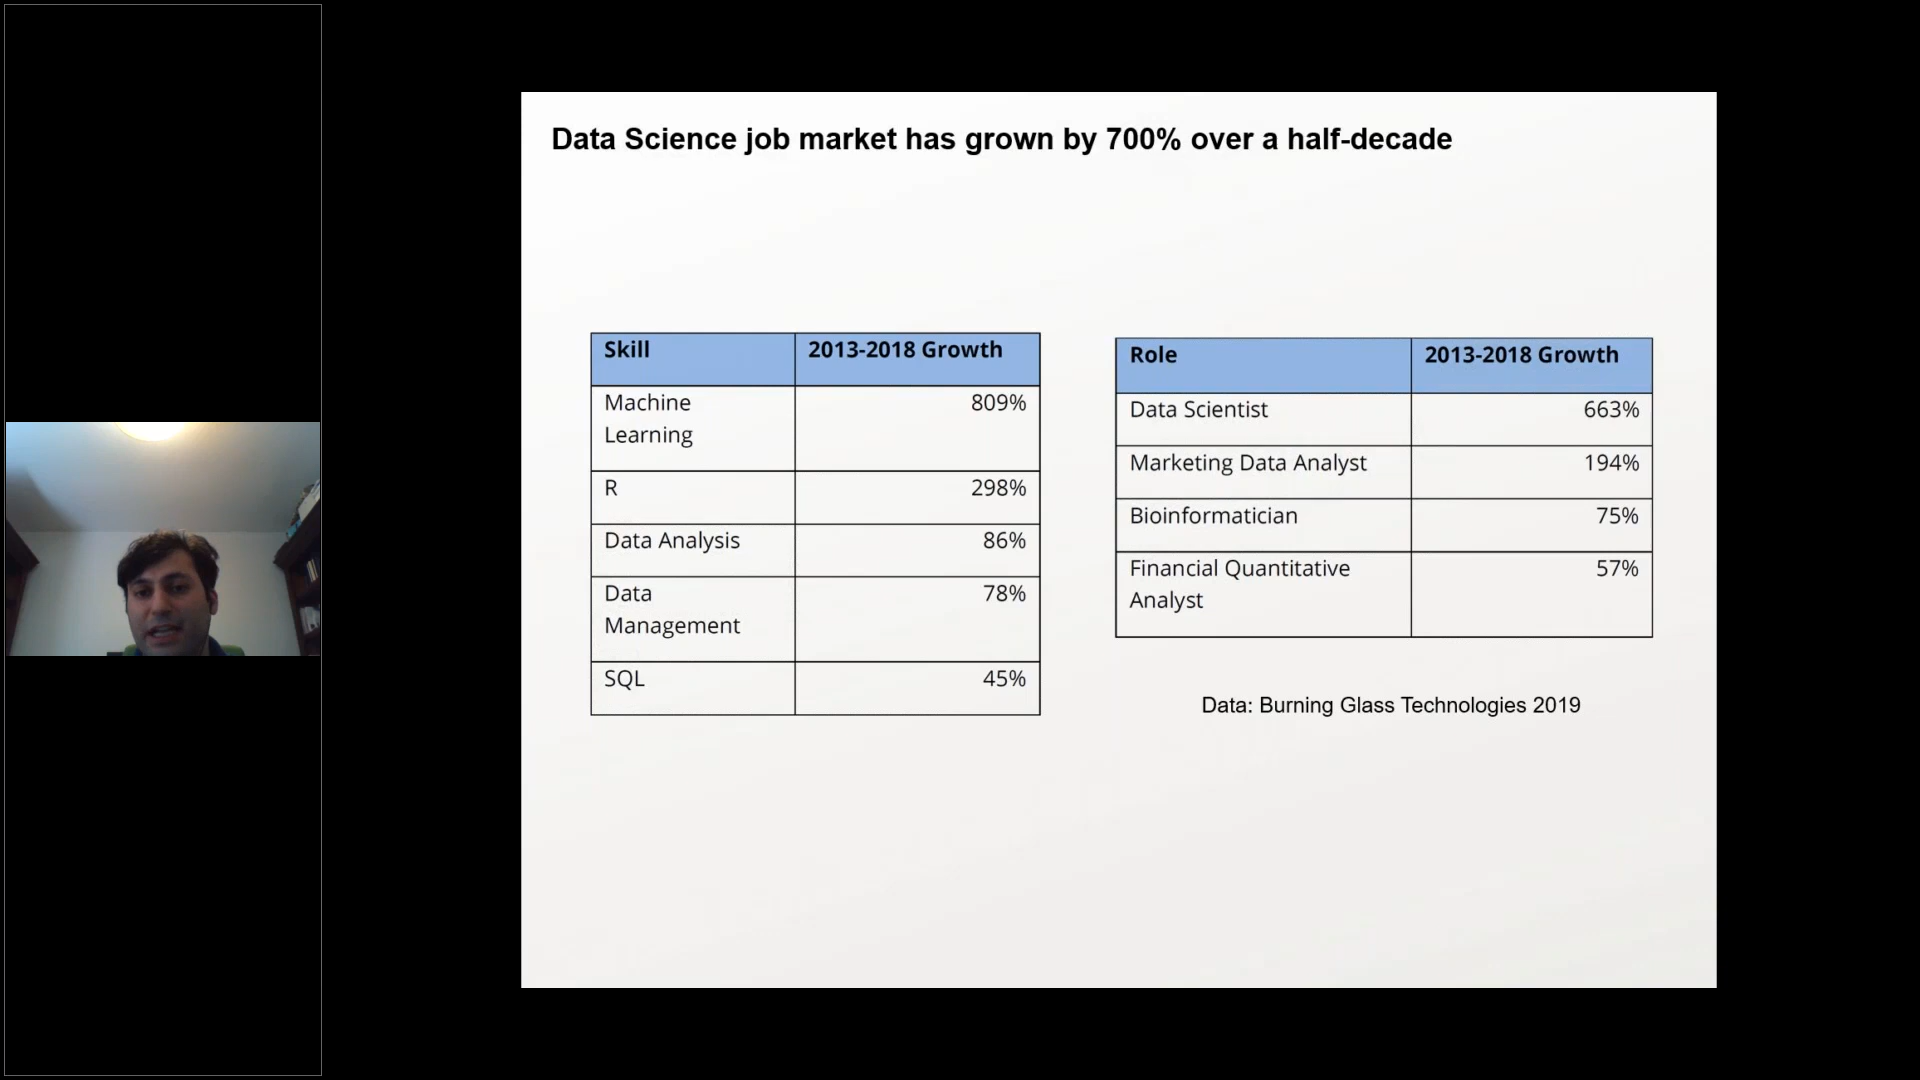 Data Science job market has grown by 700% over a half-decade
Skill 2013-2018 Growth
Machine 809%
Learning
R 298%
Data Analysis 86%
Data 78%
Management
SQL 45%
Role 2013-2018 Growth
Data Scientist 663%
Marketing Data Analyst 194%
Bioinformatician 75%
Financial Quantitative 57%
Analyst
Data: Burning Glass Technologies 2019